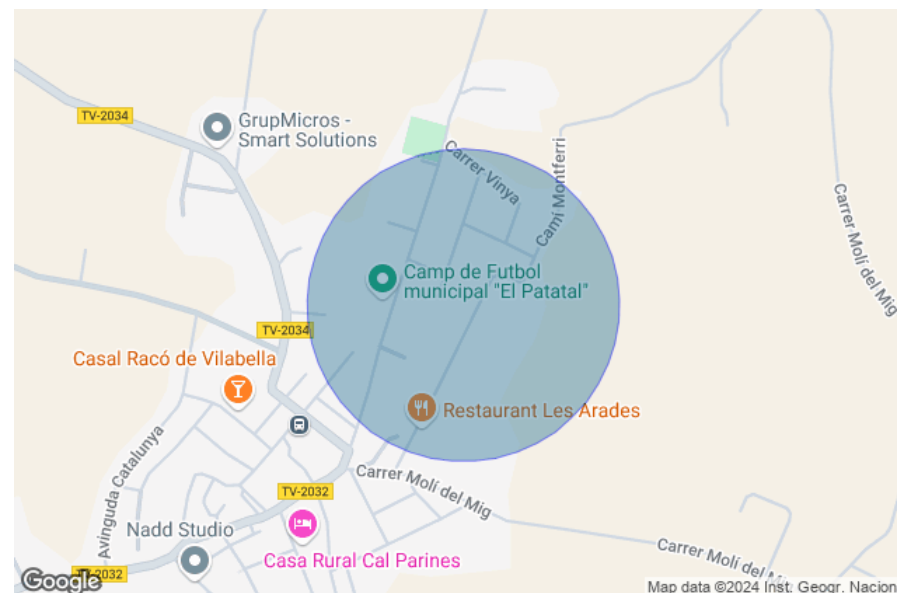 TV-2034
GrupMicros -
Smart Solutions
Carrer Vinya
Camí Montferri
Carrer Molí del Mig
Camp de Futbol
municipal "El Patatal"
TV-2034
Casal Racó de Vilabella
Restaurant Les Arades
Avinguda Catalunya
Carrer Molí del Mig
TV-2032
Nadd Studio
Casa Rural Cal Parines
Carrer Molí del Mi
TV-2032
Google
Map data ©2024 Inst. Geogr. Nacion